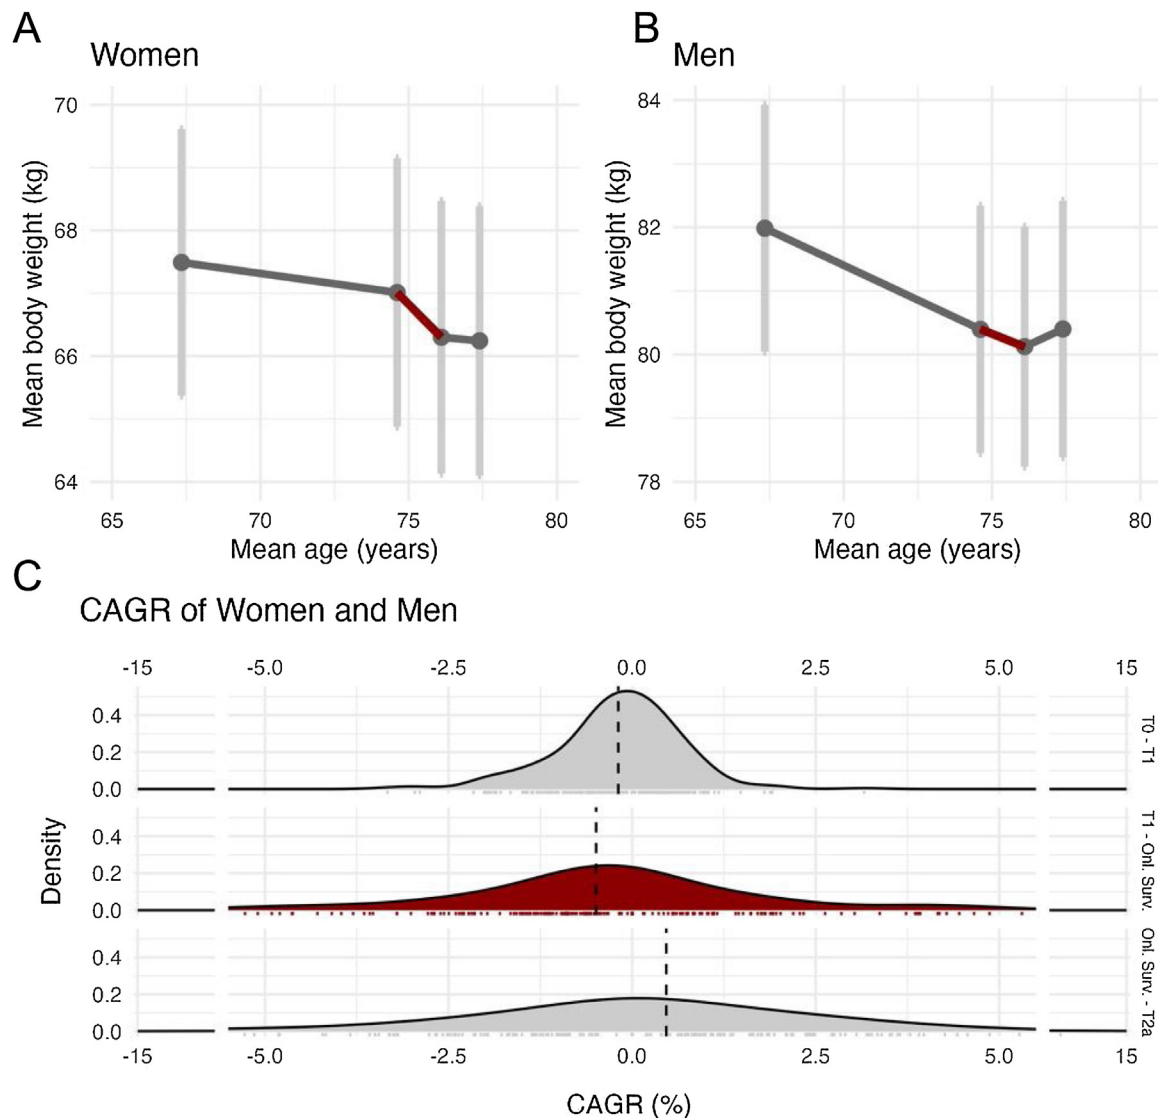 A
Women
70
68
66
64
Mean body weight (kg)
65 70 75 80
Mean age (years)
B
Men
84
82
80
78
Mean body weight (kg)
65 70 75 80
Mean age (years)
C
CAGR of Women and Men
-15 -5.0 -2.5 0.0 2.5 5.0 15
Density
0.4
0.2
0.0
T0 - T1
0.4
0.2
0.0
T1 - Onl. Surv.
0.4
0.2
0.0
Onl. Surv. - T2a
-15 -5.0 -2.5 0.0 2.5 5.0 15
CAGR (%)